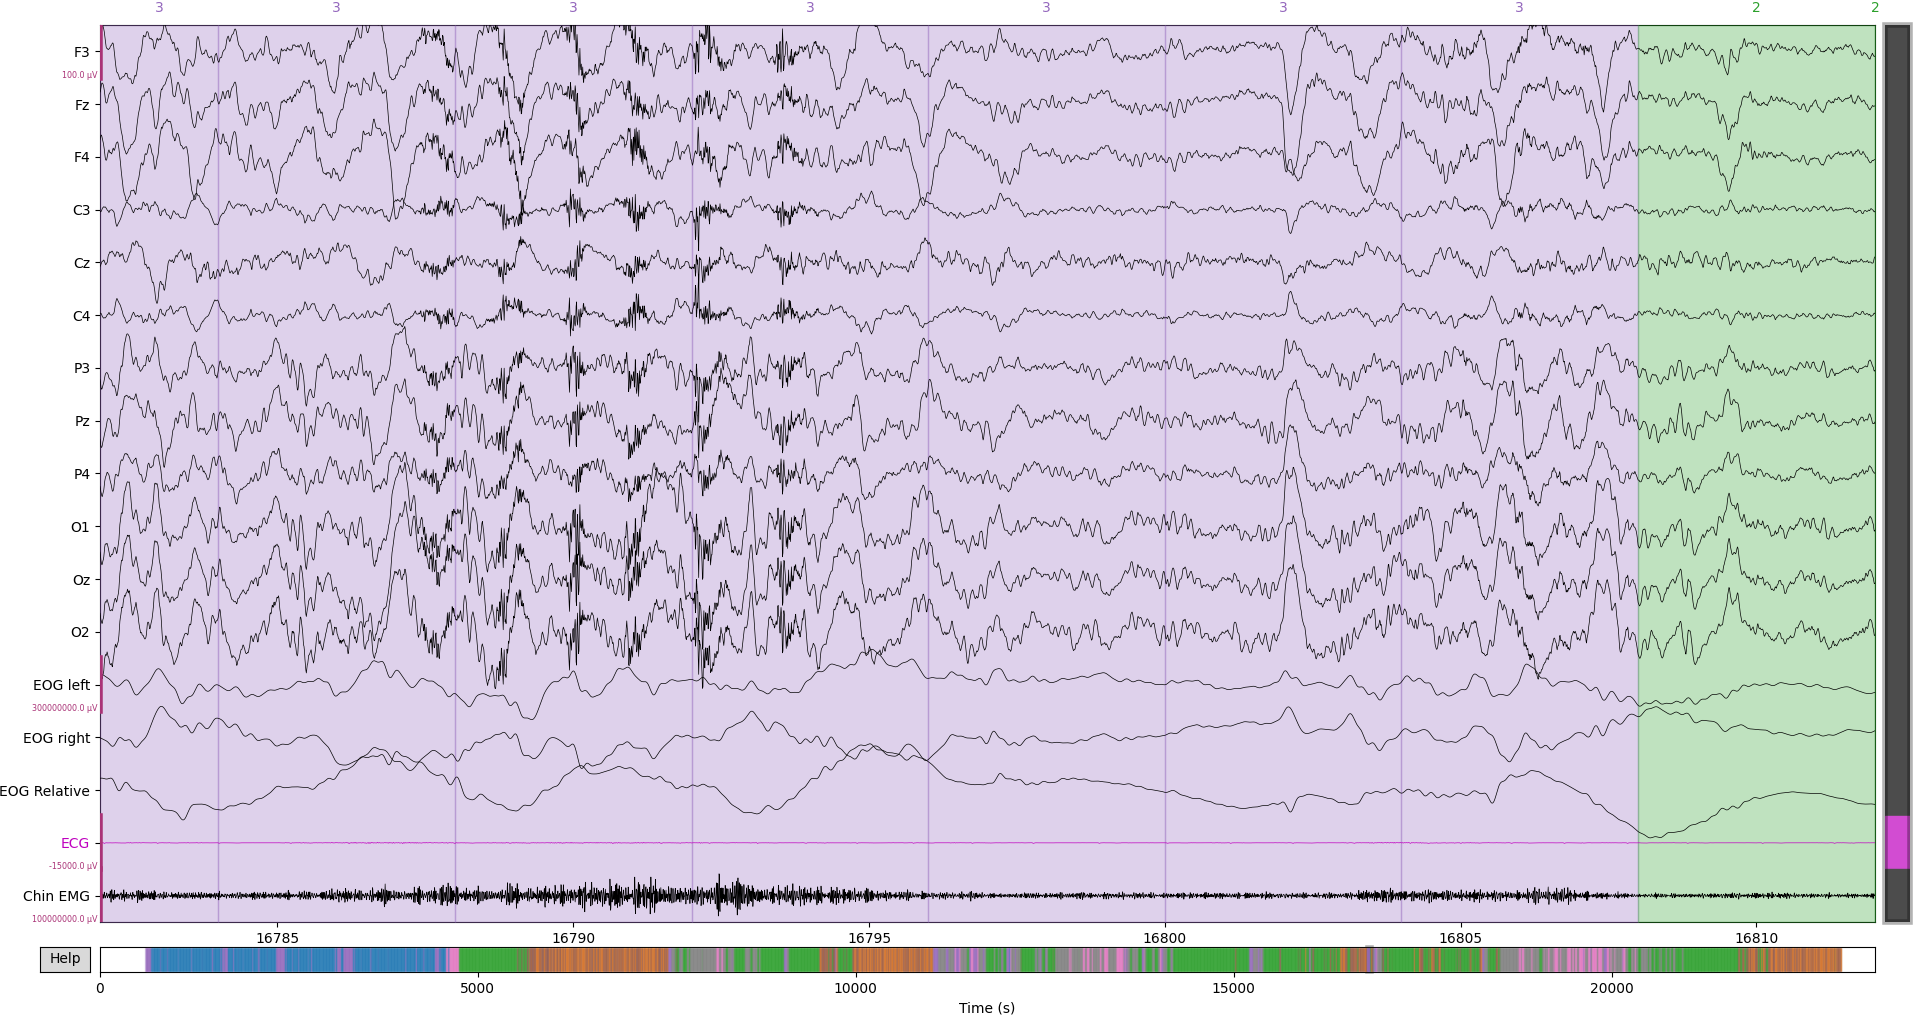 3 3 3 3 3 3 3 2 2
F3
100.0 µV
Fz
F4
C3
Cz
C4
P3
Pz
P4
O1
Oz
O2
EOG left
300000000.0 µV
EOG right
EOG Relative
ECG
-15000.0 µV
Chin EMG
100000000.0 µV
16785 16790 16795 16800 16805 16810
Help
0 5000 10000 15000 20000
Time (s)